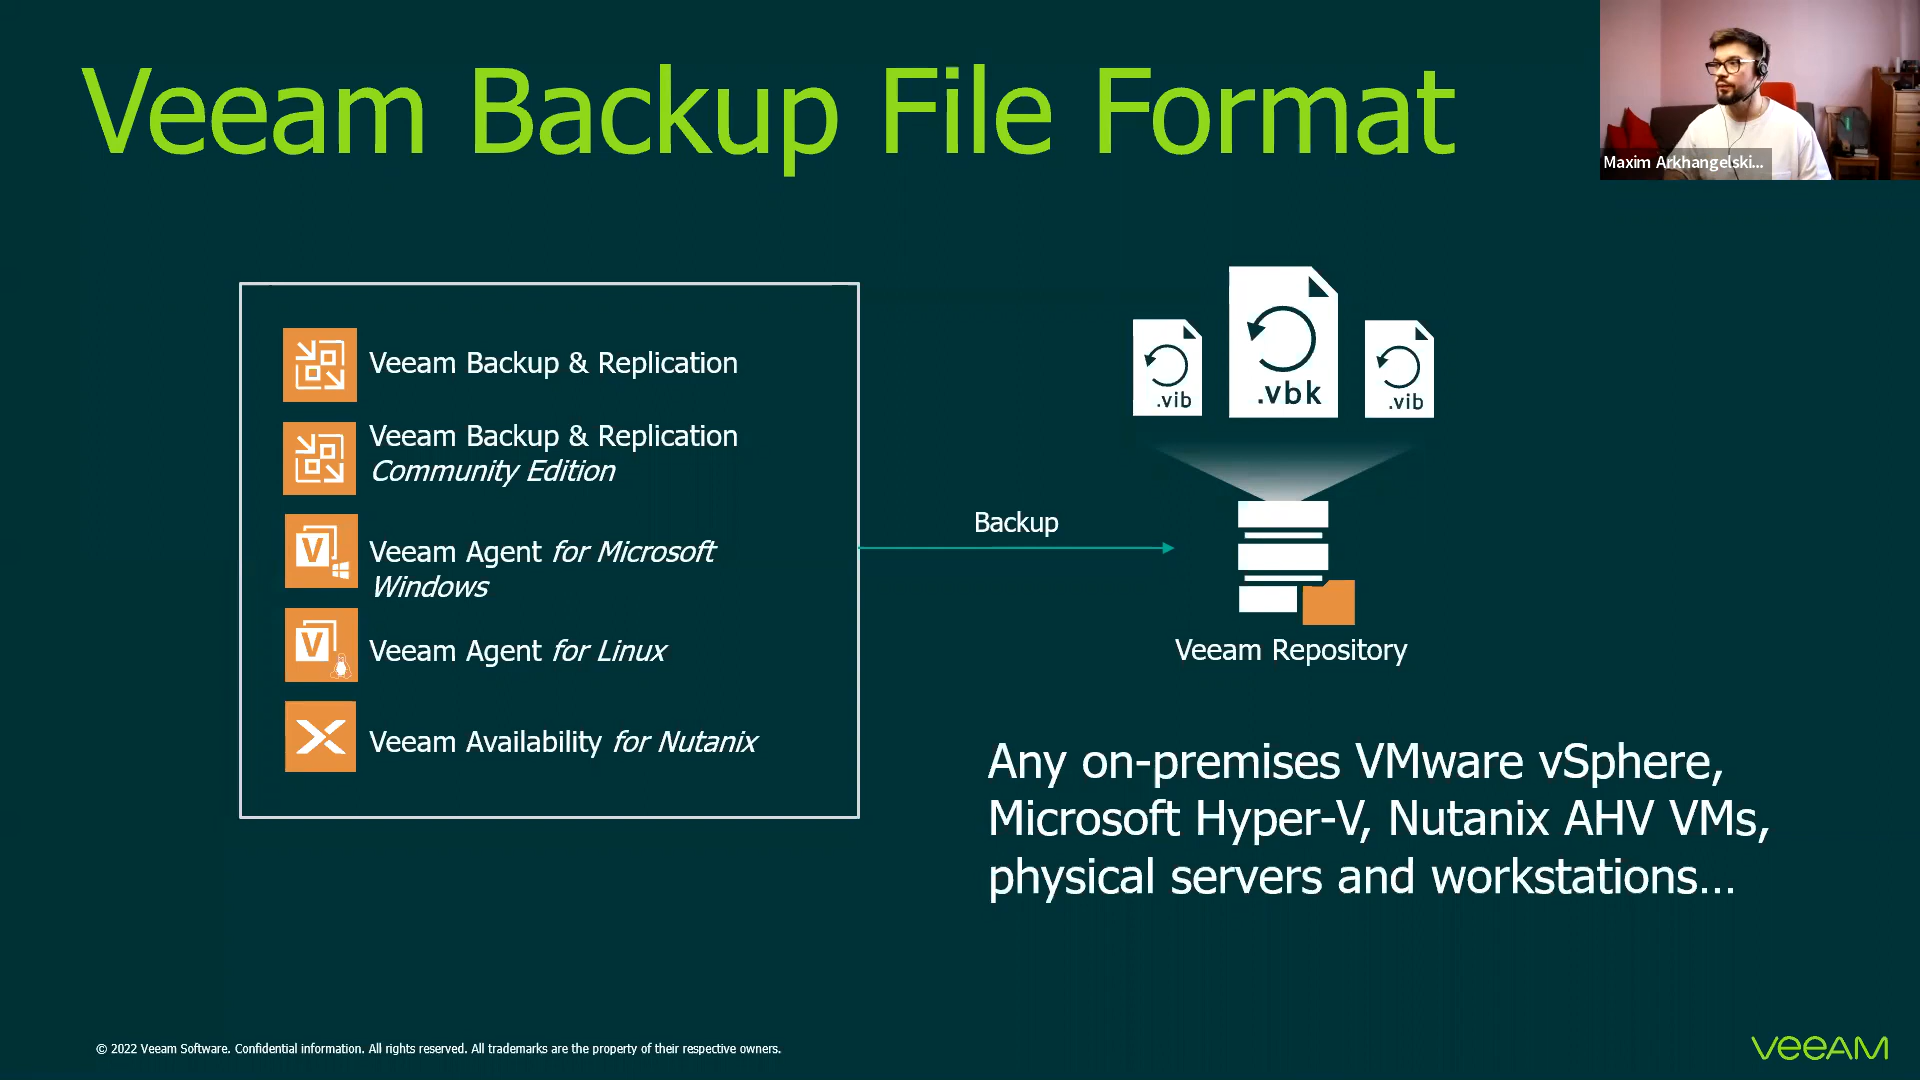 Veeam Backup File Format
Maxim Arkhangelski...
Veeam Backup & Replication
Veeam Backup & Replication
Community Edition
Veeam Agent for Microsoft
Windows
Veeam Agent for Linux
Veeam Availability for Nutanix
Backup
.vib
.vbk
.vib
Veeam Repository
Any on-premises VMware vSphere,
Microsoft Hyper-V, Nutanix AHV VMs,
physical servers and workstations...
© 2022 Veeam Software. Confidential information. All rights reserved. All trademarks are the property of their respective owners.
VEEAM